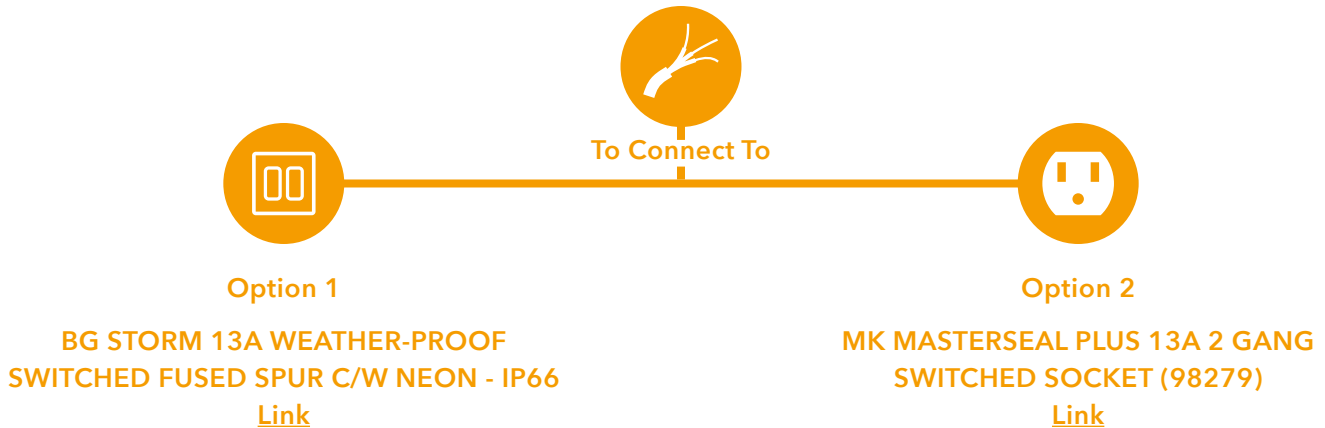 To Connect To
Option 1
BG STORM 13A WEATHER-PROOF
SWITCHED FUSED SPUR C/W NEON - IP66
Link
Option 2
MK MASTERSEAL PLUS 13A 2 GANG
SWITCHED SOCKET (98279)
Link